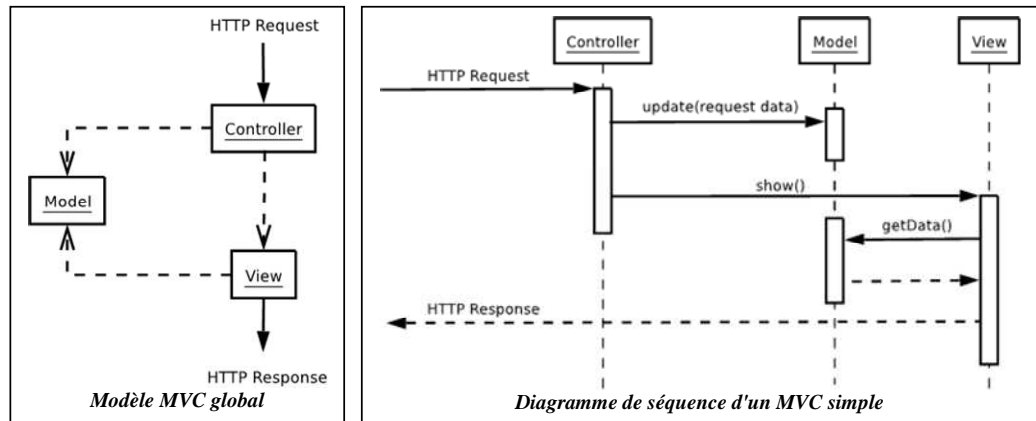 HTTP Request
Controller
Model
View
HTTP Response
Modèle MVC global
Controller
Model
View
HTTP Request
update(request data)
show()
getData()
HTTP Response
Diagramme de séquence d'un MVC simple